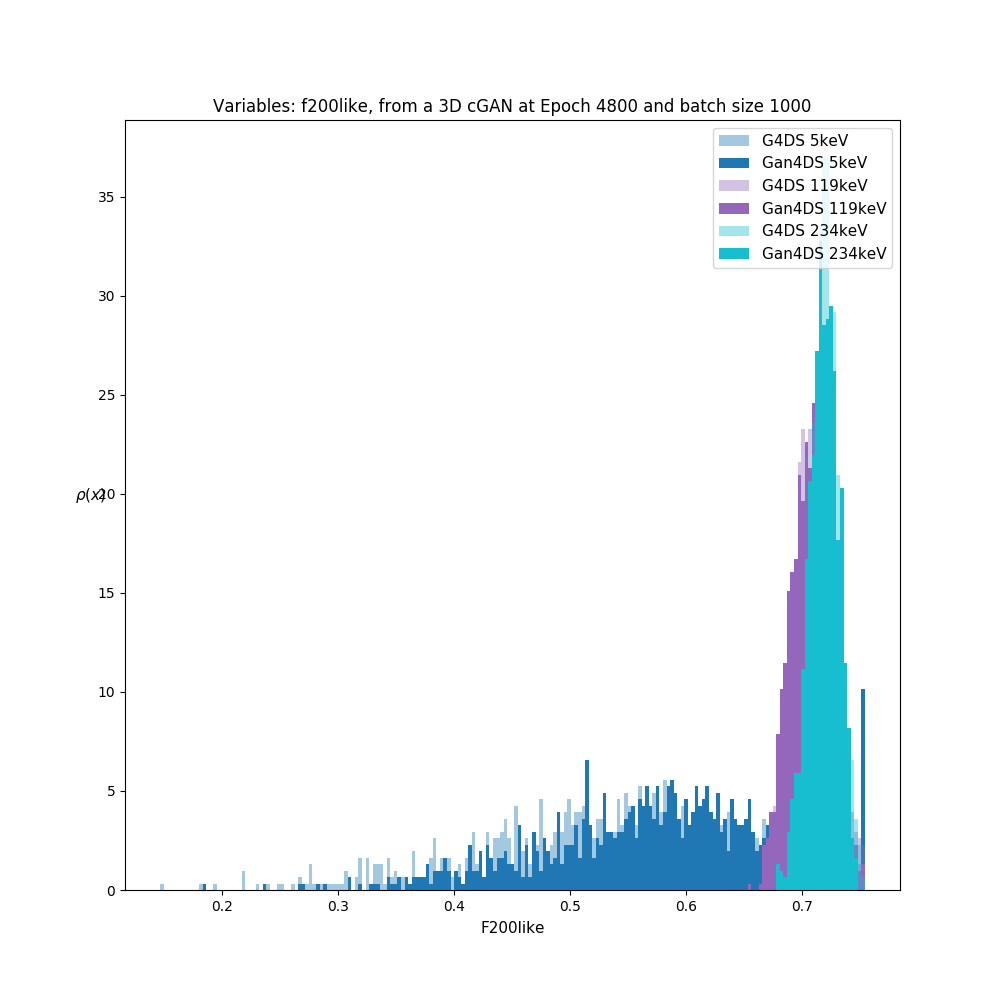 Variables: f200like, from a 3D cGAN at Epoch 4800 and batch size 1000
G4DS 5keV
Gan4DS 5keV
G4DS 119keV
Gan4DS 119keV
G4DS 234keV
Gan4DS 234keV
35
30
25
ρ(x)
20
15
10
5
0
0.2 0.3 0.4 0.5 0.6 0.7
F200like